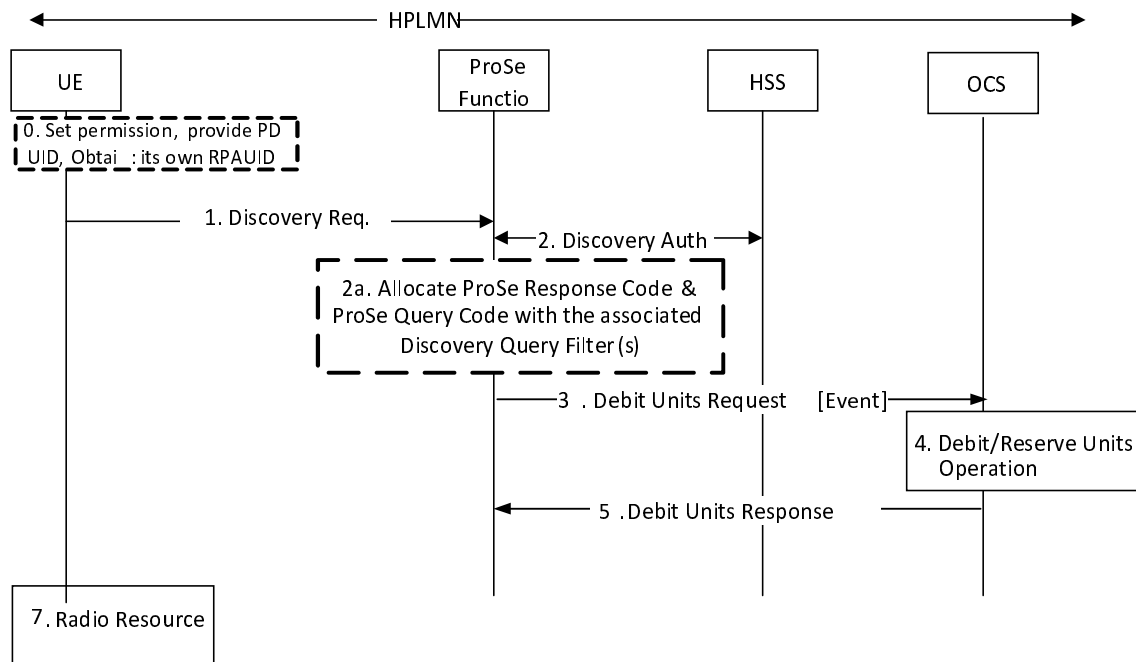 HPLMN
UE
ProSe
Functio
HSS
OCS
0. Set permission, provide PD
UID, Obtai : its own RPAUID
1. Discovery Req.
2. Discovery Auth
2a. Allocate ProSe Response Code &
ProSe Query Code with the associated
Discovery Query Filter(s)
3 . Debit Units Request [Event]
4. Debit/Reserve Units
Operation
5 .Debit Units Response
7. Radio Resource